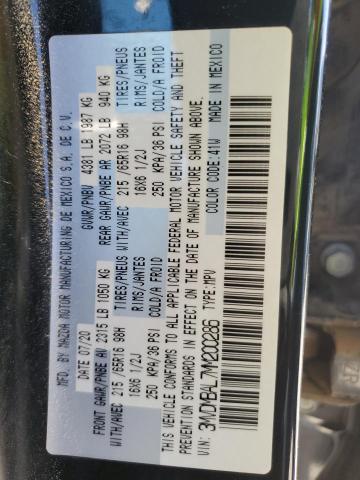 MFD. BY MAZDA MOTOR MANUFACTURING DE MEXICO S.A. DE C.V.
DATE 07/20 GVWR/PNBV 4381 LB 1987 KG
FRONT GAWR/PNBE AV 2315 LB 1050 KG REAR GAWR/PNBE AR 2072 LB 940 KG
WITH/AVEC 215 /65R16 98H TIRES/PNEUS WITH/AVEC 215 /65R16 98H TIRES/PNEUS
16X6 1/2J RIMS/JANTES 16X6 1/2J RIMS/JANTES
250 KPA/36 PSI COLD/A FROID 250 KPA/36 PSI COLD/A FROID
THIS VEHICLE CONFORMS TO ALL APPLICABLE FEDERAL MOTOR VEHICLE SAFETY AND THEFT
PREVENTION STANDARDS IN EFFECT ON THE DATE OF MANUFACTURE SHOWN ABOVE.
VIN: TYPE:MPV COLOR CODE:41W MADE IN MEXICO